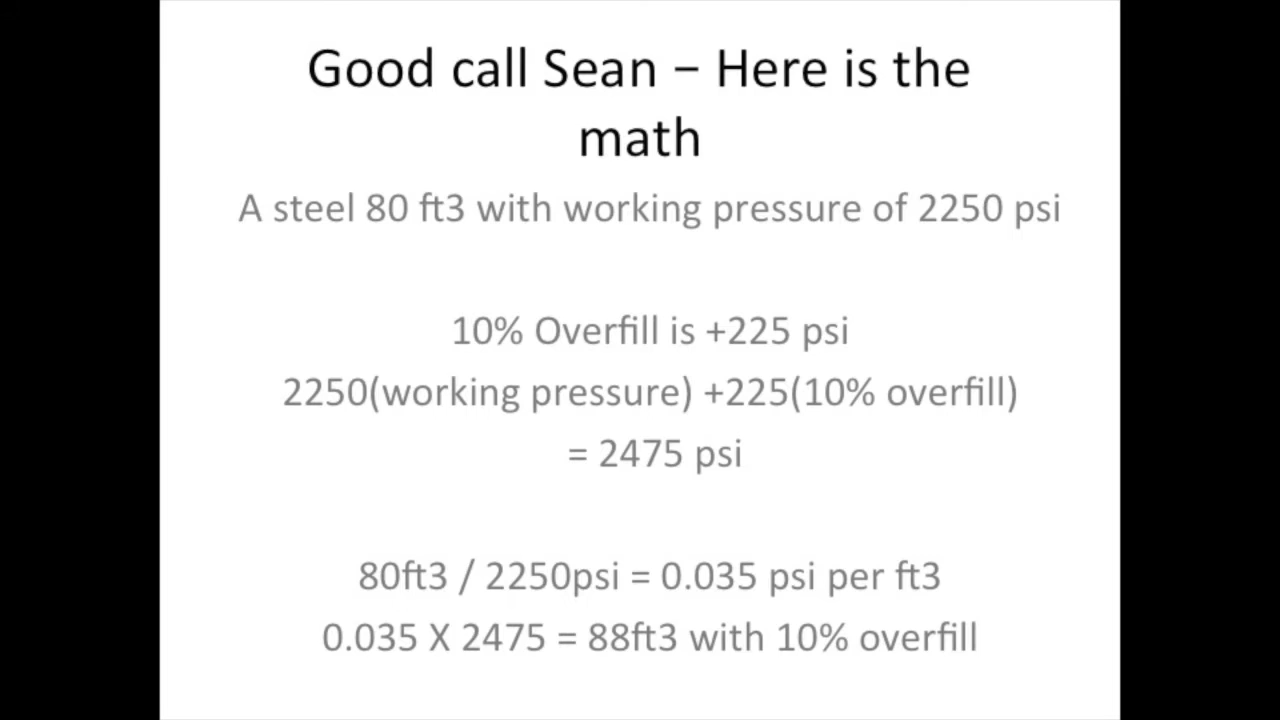 Good call Sean – Here is the
math
A steel 80 ft3 with working pressure of 2250 psi
10% Overfill is +225 psi
2250(working pressure) +225(10% overfill)
= 2475 psi
80ft3 / 2250psi = 0.035 psi per ft3
0.035 X 2475 = 88ft3 with 10% overfill